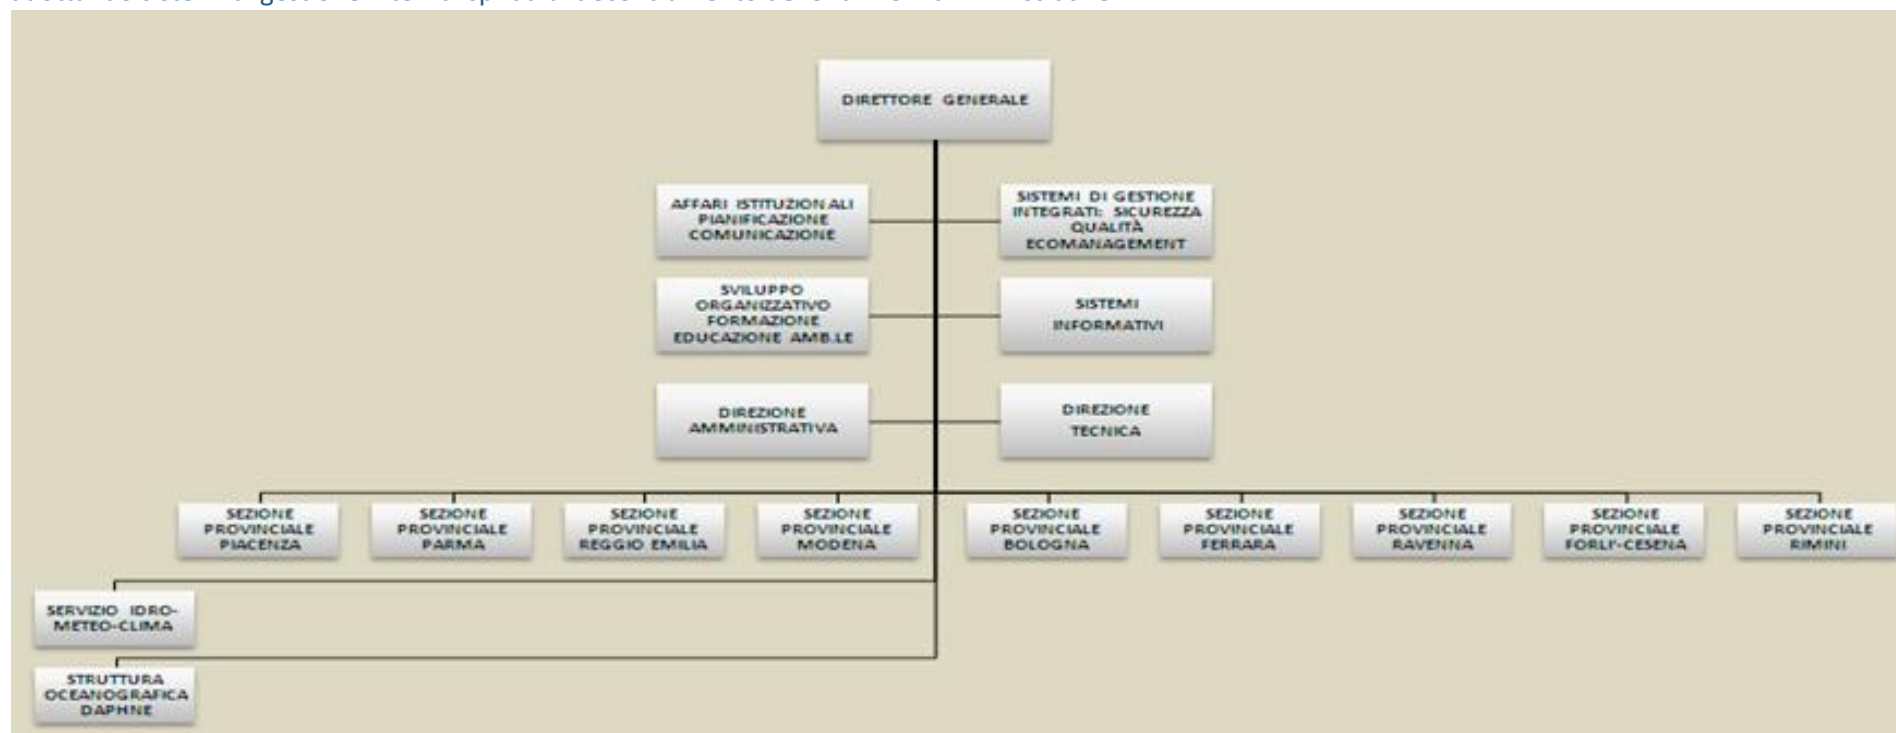 DIRETTORE GENERALE
AFFARI ISTITUZIONALI
PIANIFICAZIONE
COMUNICAZIONE
SISTEMI DI GESTIONE
INTEGRATI: SICUREZZA
QUALITÀ
ECOMANAGEMENT
SVILUPPO
ORGANIZZATIVO
FORMAZIONE
EDUCAZIONE AMB.LE
SISTEMI
INFORMATIVI
DIREZIONE
AMMINISTRATIVA
DIREZIONE
TECNICA
SEZIONE
PROVINCIALE
PIACENZA
SEZIONE
PROVINCIALE
PARMA
SEZIONE
PROVINCIALE
REGGIO EMILIA
SEZIONE
PROVINCIALE
MODENA
SEZIONE
PROVINCIALE
BOLOGNA
SEZIONE
PROVINCIALE
FERRARA
SEZIONE
PROVINCIALE
RAVENNA
SEZIONE
PROVINCIALE
FORLI'-CESENA
SEZIONE
PROVINCIALE
RIMINI
SERVIZIO IDRO-
METEO-CLIMA
STRUTTURA
OCEANOGRAFICA
DAPHNE